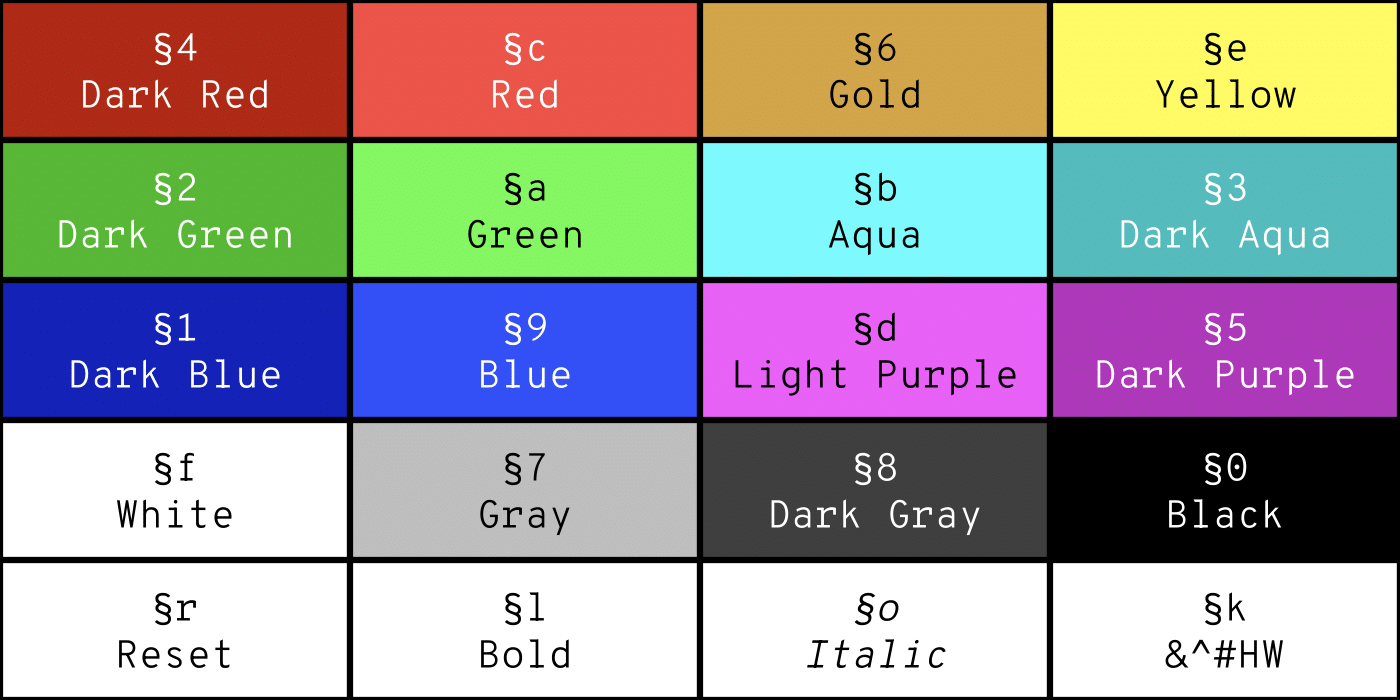 §4
Dark Red
§c
Red
§6
Gold
§e
Yellow
§2
Dark Green
§a
Green
§b
Aqua
§3
Dark Aqua
§1
Dark Blue
§9
Blue
§d
Light Purple
§5
Dark Purple
§f
White
§7
Gray
§8
Dark Gray
§0
Black
§r
Reset
§l
Bold
§o
Italic
§k
&^#HW